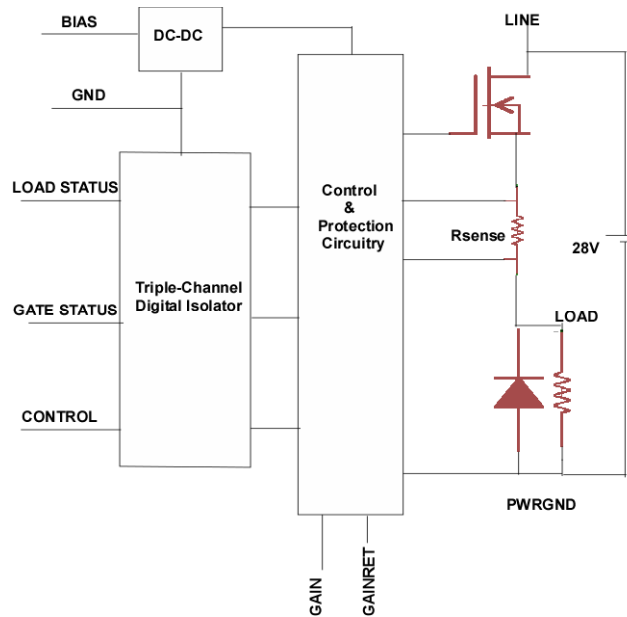 BIAS
DC-DC
LINE
GND
LOAD STATUS
Control
&
Protection
Circuitry
Rsense
28V
Triple-Channel
Digital Isolator
GATE STATUS
LOAD
CONTROL
PWRGND
GAIN
GAINRET